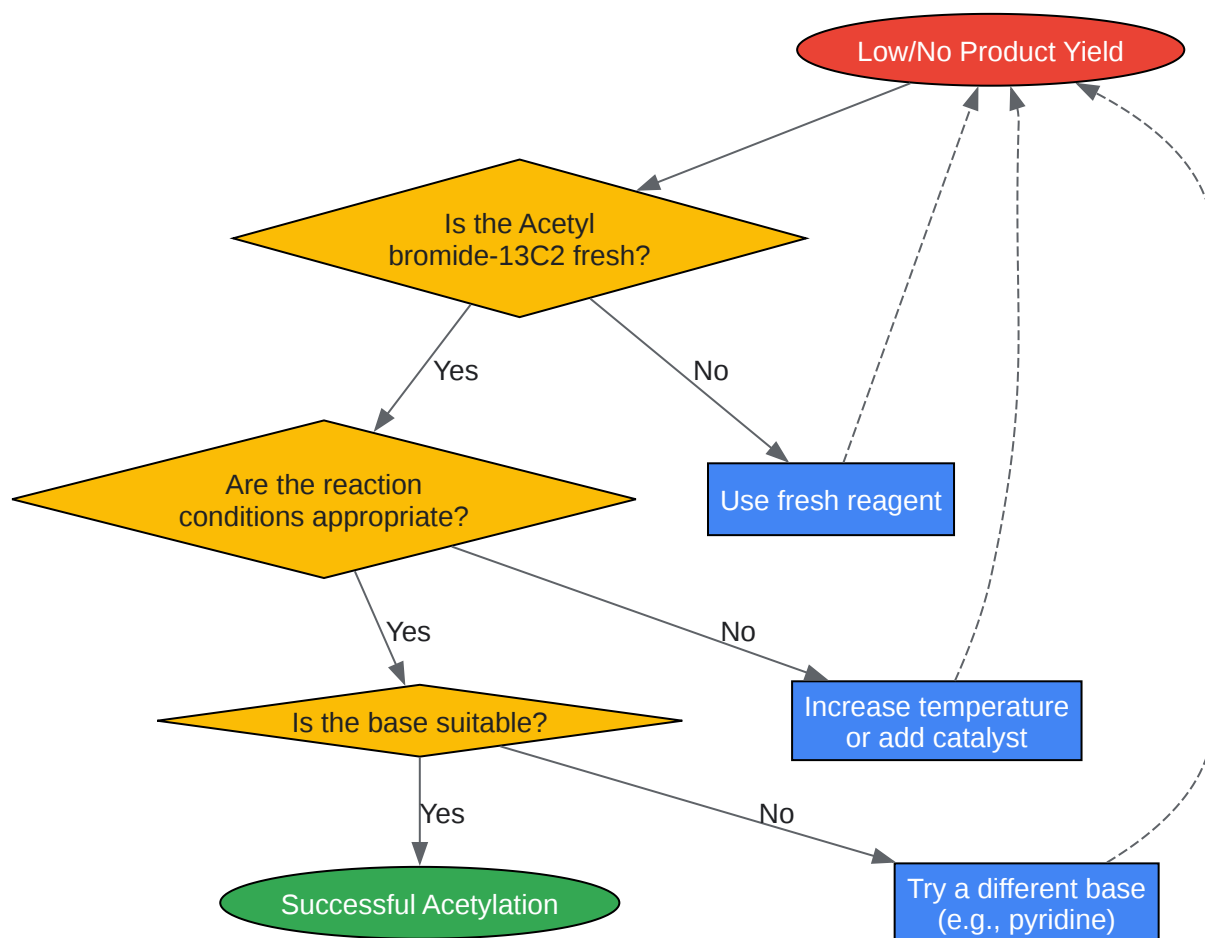 Low/No Product Yield
Is the Acetyl
bromide-13C2 fresh?
Yes
No
Are the reaction
conditions appropriate?
Use fresh reagent
Yes
No
Is the base suitable?
Increase temperature
or add catalyst
Yes
No
Successful Acetylation
Try a different base
(e.g., pyridine)